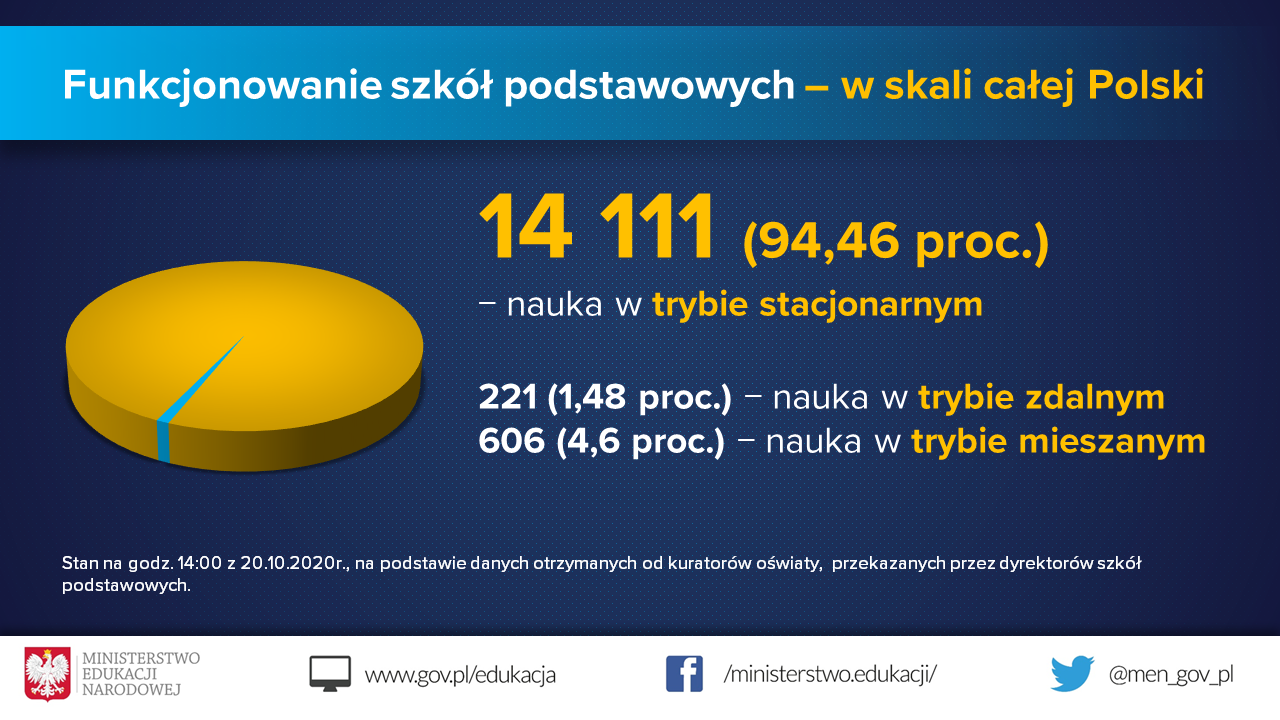 Funkcjonowanie szkół podstawowych – w skali całej Polski
14 111 (94,46 proc.)
– nauka w trybie stacjonarnym
221 (1,48 proc.) – nauka w trybie zdalnym
606 (4,6 proc.) – nauka w trybie mieszanym
Stan na godz. 14:00 z 20.10.2020r., na podstawie danych otrzymanych od kuratorów oświaty, przekazanych przez dyrektorów szkół
podstawowych.
MINISTERSTWO
EDUKACJI
NARODOWEJ
www.gov.pl/edukacja
/ministerstwo.edukacji/
@men_gov_pl